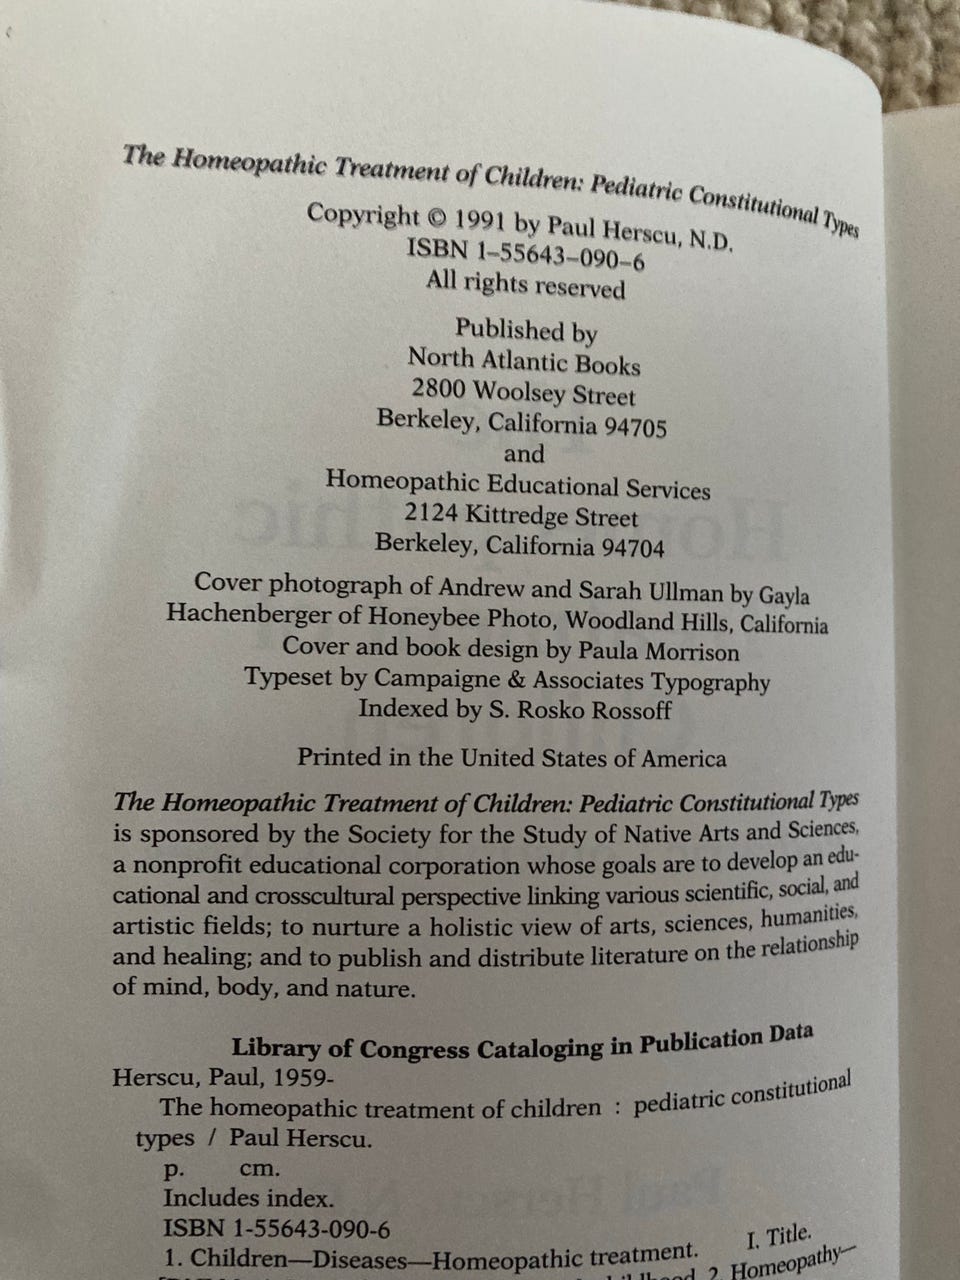 The Homeopathic Treatment of Children: Pediatric Constitutional Types
Copyright © 1991 by Paul Herscu, N.D.
ISBN 1–55643–090–6
All rights reserved
Published by
North Atlantic Books
2800 Woolsey Street
Berkeley, California 94705
and
Homeopathic Educational Services
2124 Kittredge Street
Berkeley, California 94704
Cover photograph of Andrew and Sarah Ullman by Gayla
Hachenberger of Honeybee Photo, Woodland Hills, California
Cover and book design by Paula Morrison
Typeset by Campaigne & Associates Typography
Indexed by S. Rosko Rossoff
Printed in the United States of America
The Homeopathic Treatment of Children: Pediatric Constitutional Types
is sponsored by the Society for the Study of Native Arts and Sciences,
a nonprofit educational corporation whose goals are to develop an edu-
cational and crosscultural perspective linking various scientific, social, and
artistic fields; to nurture a holistic view of arts, sciences, humanities,
and healing; and to publish and distribute literature on the relationship
of mind, body, and nature.
Library of Congress Cataloging in Publication Data
Herscu, Paul, 1959-
The homeopathic treatment of children : pediatric constitutional
types / Paul Herscu.
p. cm.
Includes index.
ISBN 1-55643-090-6
1. Children—Diseases—Homeopathic treatment. I. Title.
2. Homeopathy—